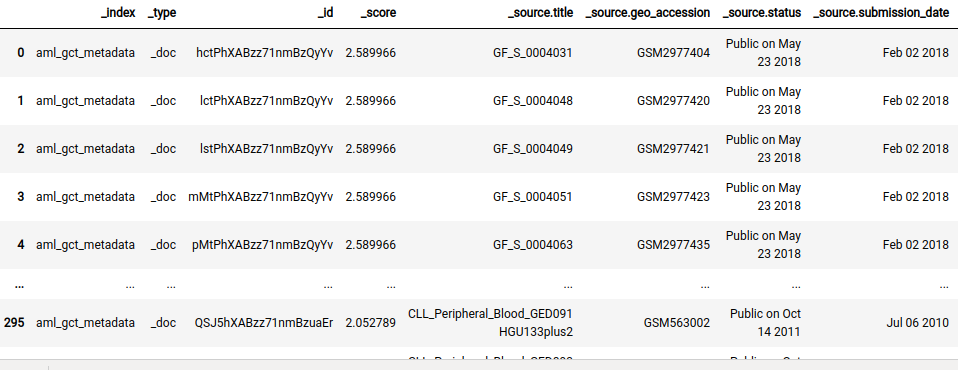 _index _type _id _score _source.title _source.geo_accession _source.status _source.submission_date
0 aml_gct_metadata _doc hctPhXABzz71nmBzQyYv 2.589966 GF_S_0004031 GSM2977404 Public on May 23 2018 Feb 02 2018
1 aml_gct_metadata _doc lctPhXABzz71nmBzQyYv 2.589966 GF_S_0004048 GSM2977420 Public on May 23 2018 Feb 02 2018
2 aml_gct_metadata _doc lstPhXABzz71nmBzQyYv 2.589966 GF_S_0004049 GSM2977421 Public on May 23 2018 Feb 02 2018
3 aml_gct_metadata _doc mMtPhXABzz71nmBzQyYv 2.589966 GF_S_0004051 GSM2977423 Public on May 23 2018 Feb 02 2018
4 aml_gct_metadata _doc pMtPhXABzz71nmBzQyYv 2.589966 GF_S_0004063 GSM2977435 Public on May 23 2018 Feb 02 2018
... ... ... ... ... ... ... ... ...
295 aml_gct_metadata _doc QSJ5hXABzz71nmBzuaEr 2.052789 CLL_Peripheral_Blood_GED091 HGU133plus2 GSM563002 Public on Oct 14 2011 Jul 06 2010